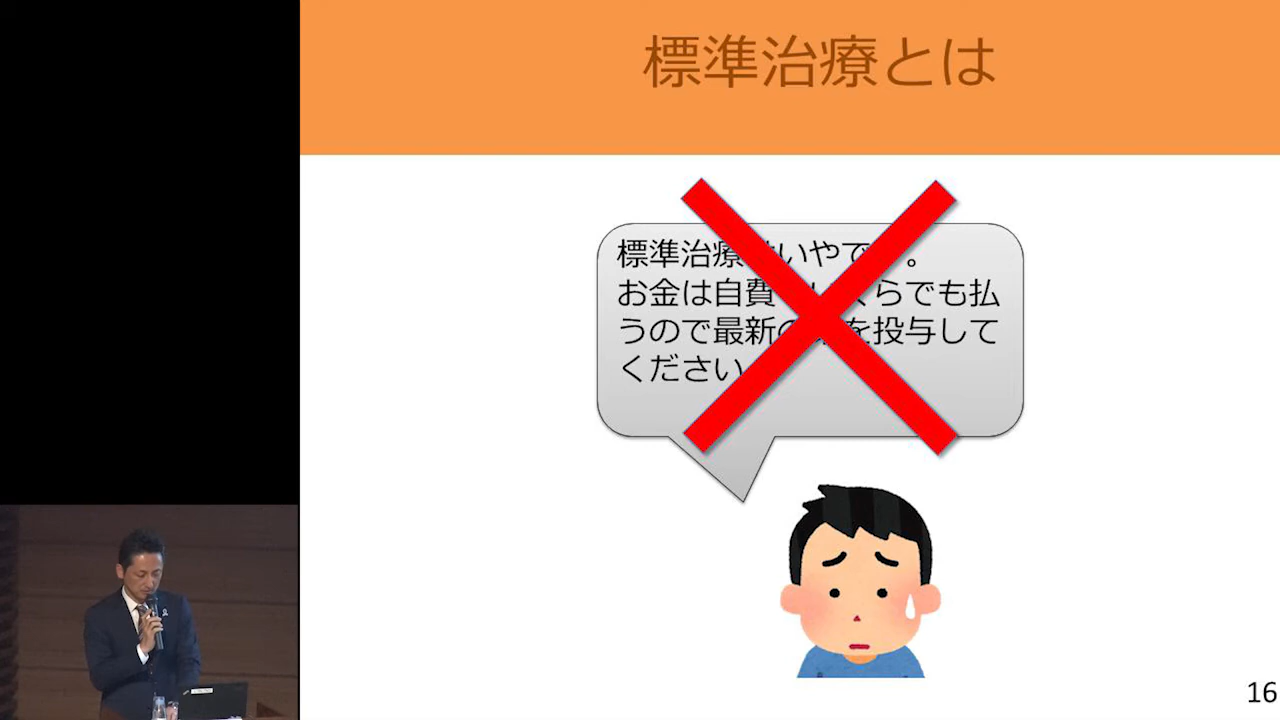 標準治療とは
標準治療 いやで 。
お金は自費 くらでも払
うので最新の を投与して
ください
16